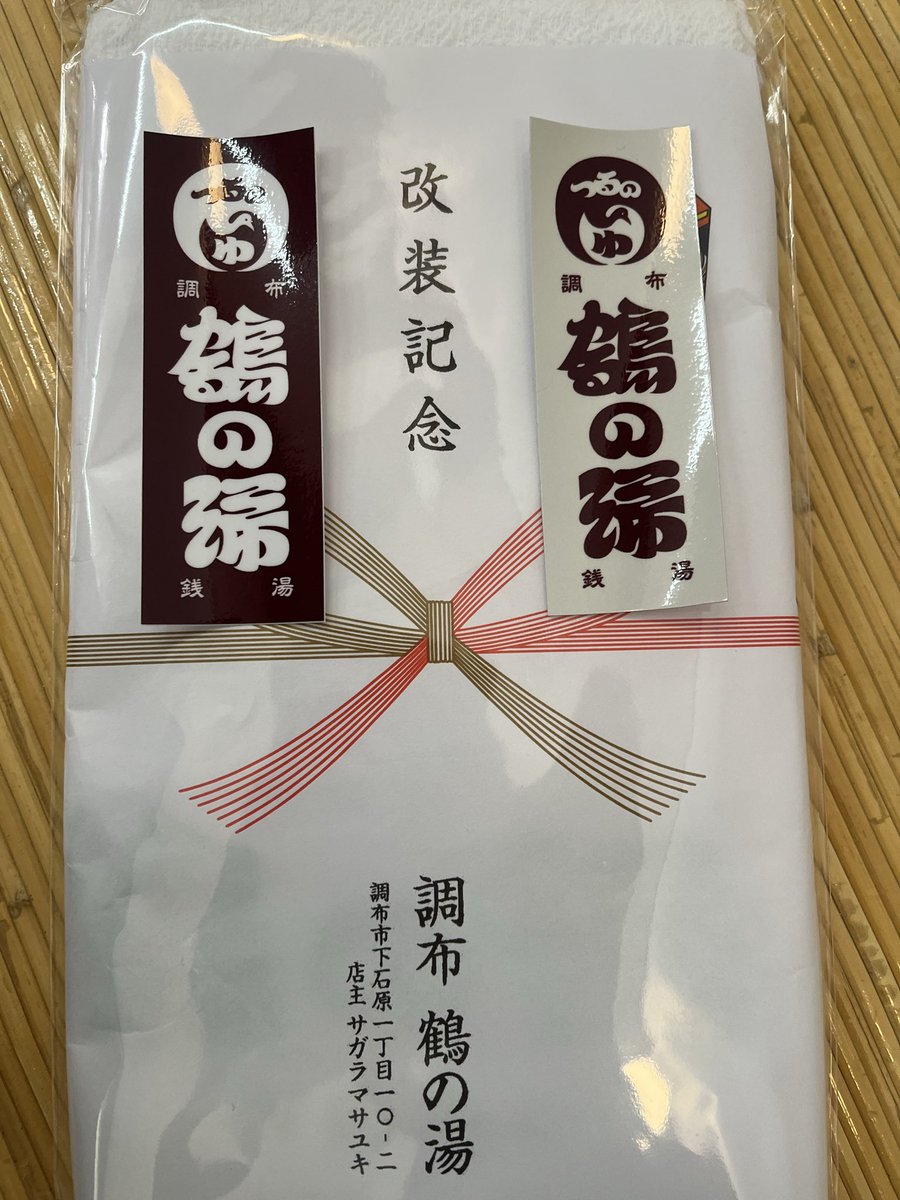 改装記念
つるのゆ
調布
鶴の湯
銭湯
つるのゆ
調布
鶴の湯
銭湯
調布 鶴の湯
調布市下石原一丁目一〇-二
店主 サガラマサユキ